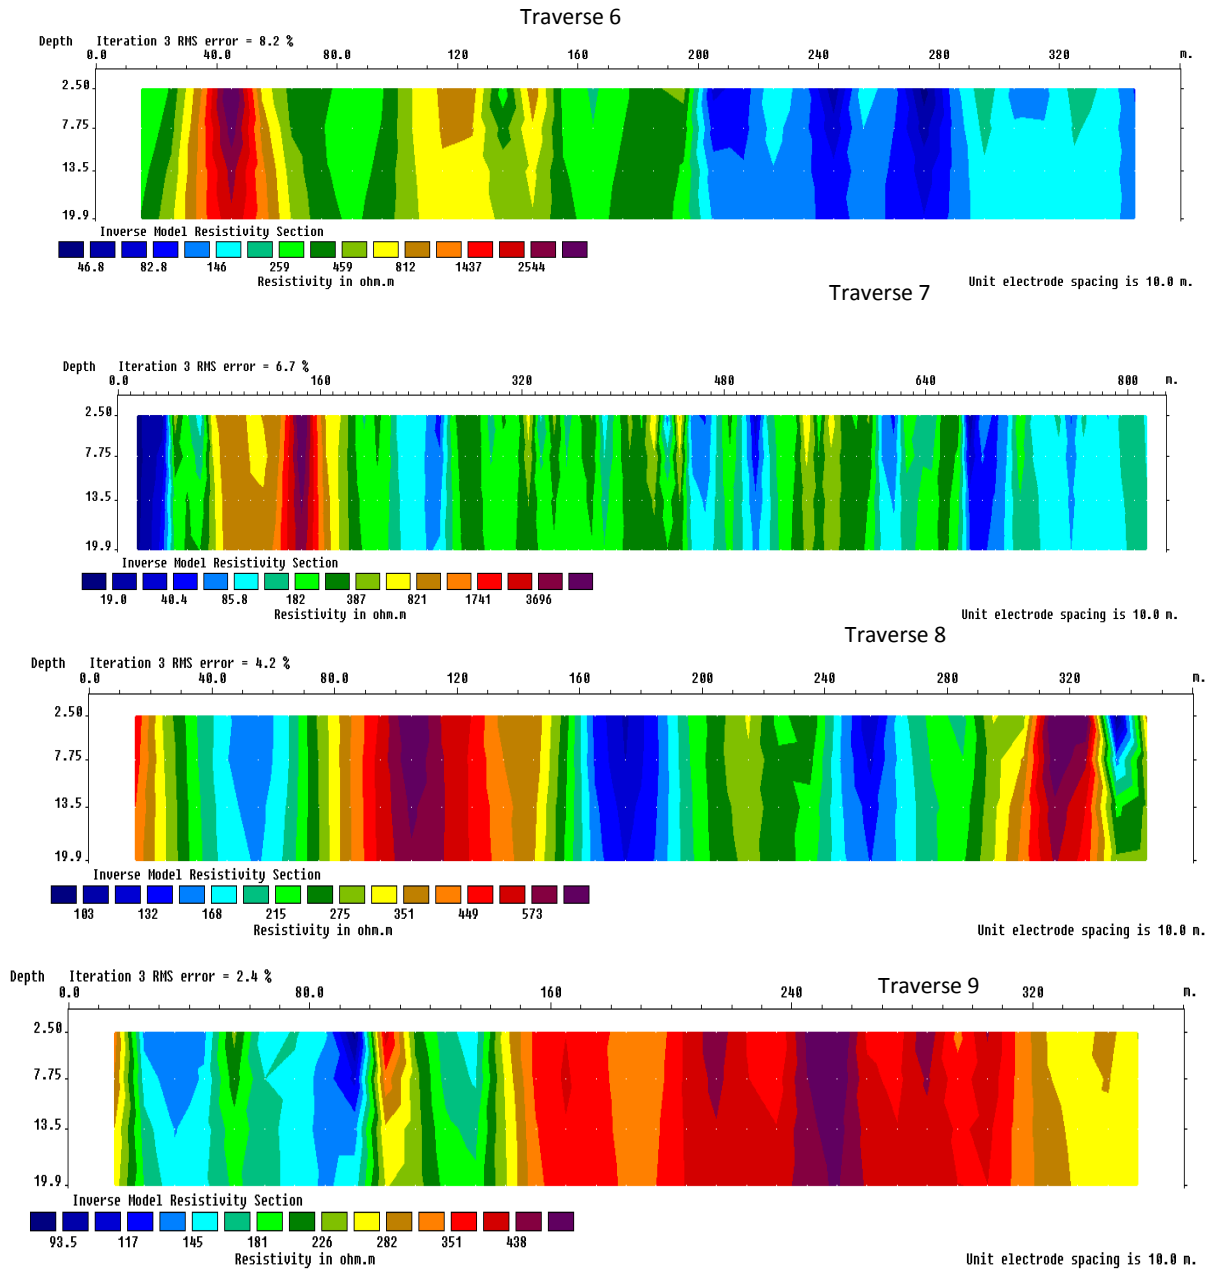 Traverse 6
Depth Iteration 3 RMS error = 8.2 %
0.0 40.0 80.0 120 160 200 240 280 320 m.
2.50
7.75
13.5
19.9
Inverse Model Resistivity Section
46.8 82.8 146 259 459 812 1437 2544
Resistivity in ohm.m
Unit electrode spacing is 10.0 m.
Traverse 7
Depth Iteration 3 RMS error = 6.7 %
0.0 160 320 480 640 800 m.
2.50
7.75
13.5
19.9
Inverse Model Resistivity Section
19.0 40.4 85.8 182 387 821 1741 3696
Resistivity in ohm.m
Unit electrode spacing is 10.0 m.
Traverse 8
Depth Iteration 3 RMS error = 4.2 %
0.0 40.0 80.0 120 160 200 240 280 320 m.
2.50
7.75
13.5
19.9
Inverse Model Resistivity Section
103 132 168 215 275 351 449 573
Resistivity in ohm.m
Unit electrode spacing is 10.0 m.
Depth Iteration 3 RMS error = 2.4 %
Traverse 9
0.0 80.0 160 240 320 m.
2.50
7.75
13.5
19.9
Inverse Model Resistivity Section
93.5 117 145 181 226 282 351 438
Resistivity in ohm.m
Unit electrode spacing is 10.0 m.